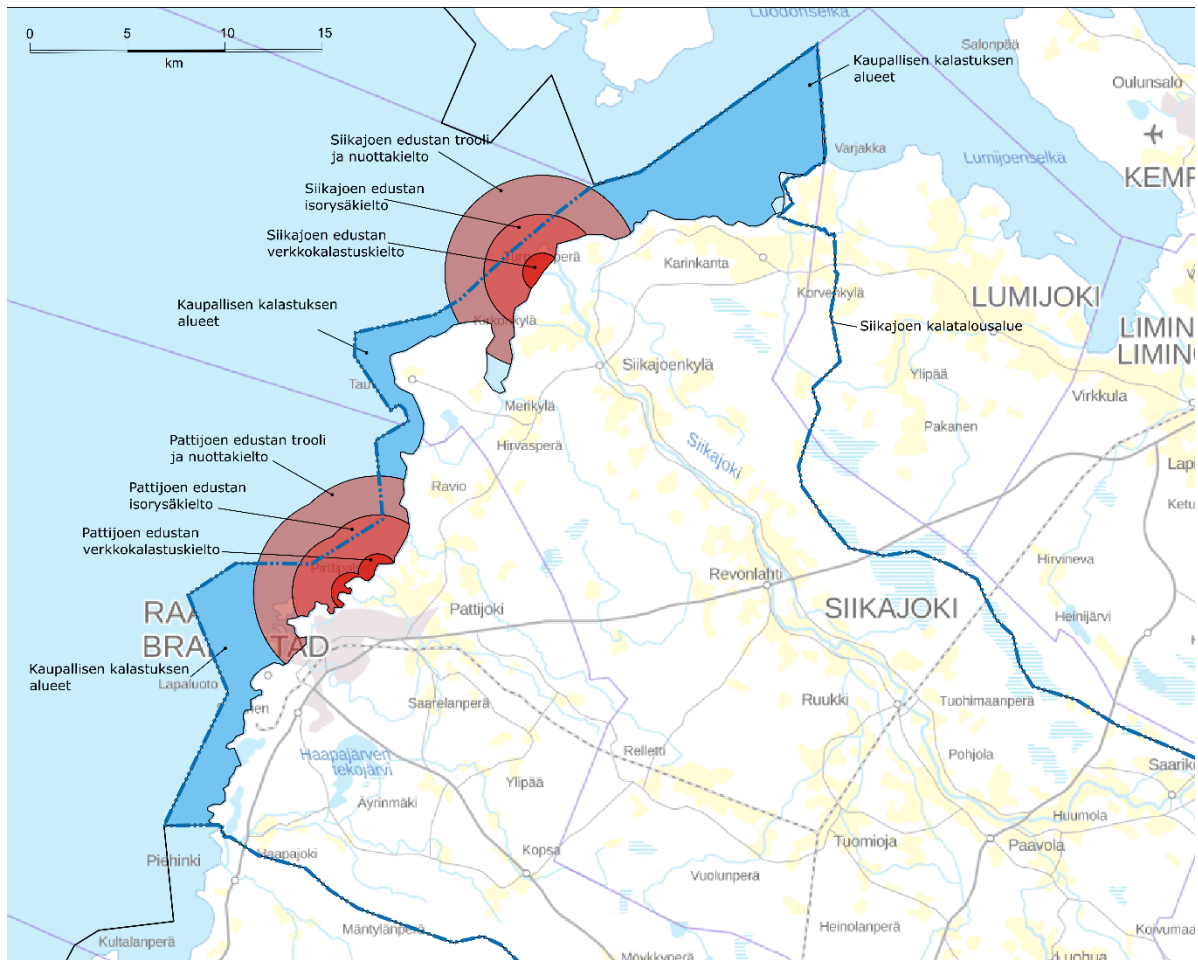 Luodonselkä
0 5 10 15
km
Salonpää
Kaupallisen kalastuksen
alueet
Oulunsalo
Siikajoen edustan trooli
ja nuottakielto
Varjakka
Lumijoenselkä
Siikajoen edustan
isorysäkielto
Siikajoen edustan
verkkokalastuskielto
Karinkanta
Korvenkylä
LUMIJOKI
Kaupallisen kalastuksen
alueet
Kirkonkylä
Siikajoen kalatalousalue
Siikajoenkylä
Ylipää
Virkkula
Merikylä
Pakanen
Hirvasperä
Siikajoki
Pattijoen edustan trooli
ja nuottakielto
Pattijoen edustan
isorysäkielto
Ravio
Pattijoen edustan
verkkokalastuskielto
Hirvineva
Revonlahti
SIIKAJOKI
Pattijoki
Heinijärvi
Kaupallisen kalastuksen
alueet
Lapaluoto
Saarelanperä
Ruukki
Tuohimaanperä
Relletti
Pohjola
Haapajärven
tekojärvi
Ylipää
Äyrinmäki
Huumola
Tuomioja
Paavola
Piehinki
Haapajoki
Kopsa
Vuolunperä
Mäntylänperä
Heinolanperä
Kultalanperä
Möykkyperä